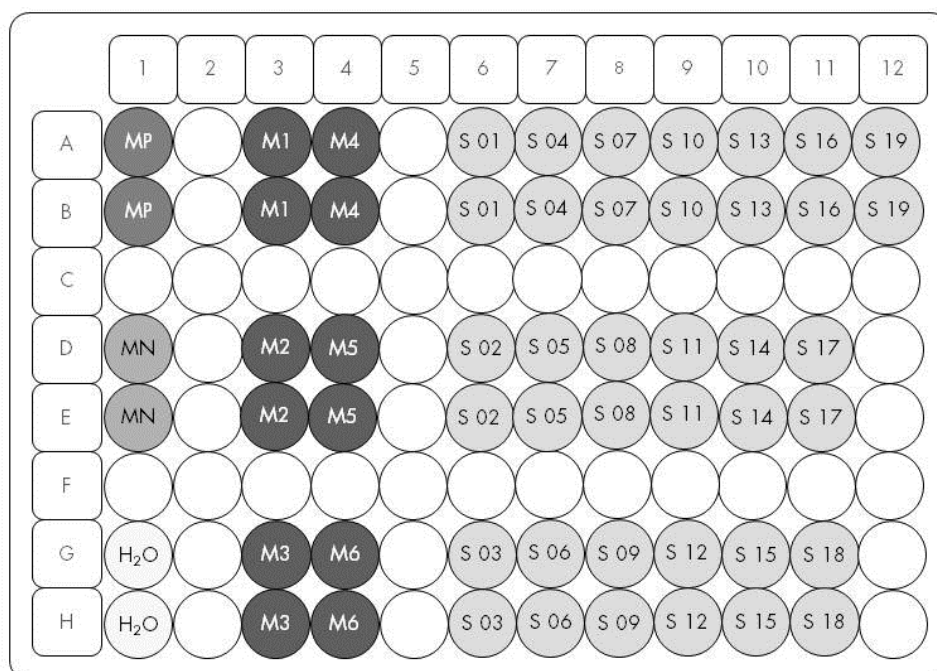 1 2 3 4 5 6 7 8 9 10 11 12
A MP M1 M4 S 01 S 04 S 07 S 10 S 13 S 16 S 19
B MP M1 M4 S 01 S 04 S 07 S 10 S 13 S 16 S 19
C
D MN M2 M5 S 02 S 05 S 08 S 11 S 14 S 17
E MN M2 M5 S 02 S 05 S 08 S 11 S 14 S 17
F
G H₂O M3 M6 S 03 S 06 S 09 S 12 S 15 S 18
H H₂O M3 M6 S 03 S 06 S 09 S 12 S 15 S 18